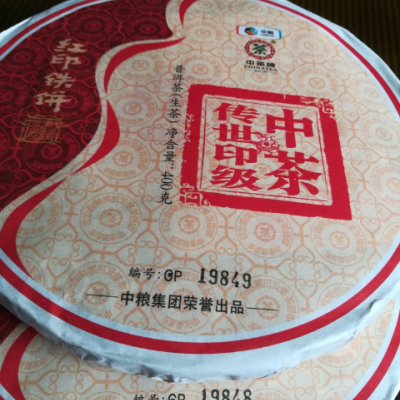 红印铁饼
中粮
茶
中茶牌
CHINATEA
普洱茶(生茶) 净含量:400克
中茶
传世印级
编号:GP 19849
中粮集团荣誉出品
编号:GP 19848